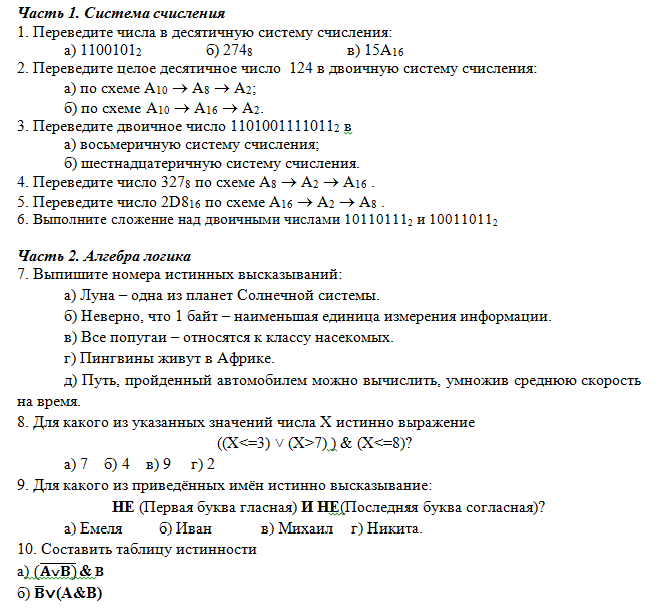 Часть 1. Система счисления
1. Переведите числа в десятичную систему счисления:
а) 1100101₂ б) 274₈ в) 15A₁₆
2. Переведите целое десятичное число 124 в двоичную систему счисления:
а) по схеме A₁₀ → A₈ → A₂;
б) по схеме A₁₀ → A₁₆ → A₂.
3. Переведите двоичное число 1101001111011₂ в
а) восьмеричную систему счисления;
б) шестнадцатеричную систему счисления.
4. Переведите число 327₈ по схеме A₈ → A₂ → A₁₆ .
5. Переведите число 2D8₁₆ по схеме A₁₆ → A₂ → A₈ .
6. Выполните сложение над двоичными числами 10110111₂ и 10011011₂
Часть 2. Алгебра логика
7. Выпишите номера истинных высказываний:
а) Луна – одна из планет Солнечной системы.
б) Неверно, что 1 байт – наименьшая единица измерения информации.
в) Все попугаи – относятся к классу насекомых.
г) Пингвины живут в Африке.
д) Путь, пройденный автомобилем можно вычислить, умножив среднюю скорость
на время.
8. Для какого из указанных значений числа X истинно выражение
((X<=3) ∨ (X>7) ) & (X<=8)?
а) 7 б) 4 в) 9 г) 2
9. Для какого из приведённых имён истинно высказывание:
НЕ (Первая буква гласная) И НЕ(Последняя буква согласная)?
а) Емеля б) Иван в) Михаил г) Никита.
10. Составить таблицу истинности
а) (A̅v̅B̅) & B
б) B̅v(A&B)